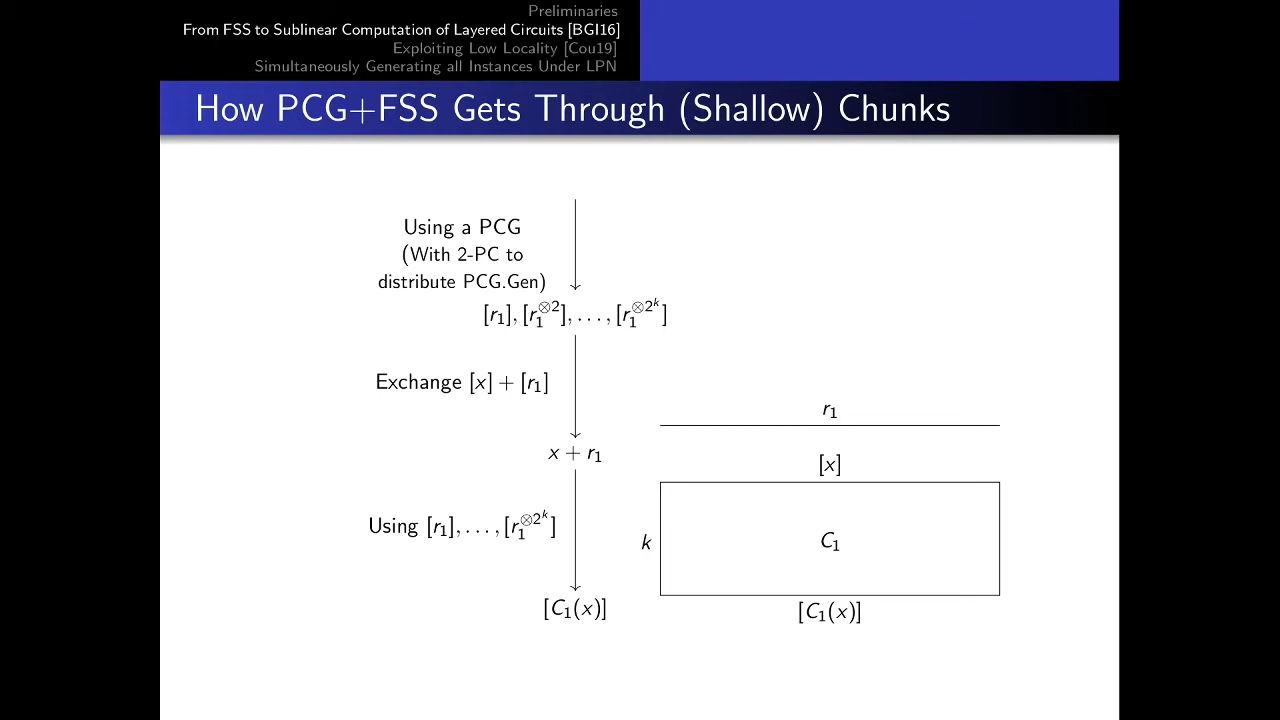 Preliminaries
From FSS to Sublinear Computation of Layered Circuits [BGI16]
Exploiting Low Locality [Cou19]
Simultaneously Generating all Instances Under LPN
How PCG+FSS Gets Through (Shallow) Chunks
Using a PCG
(With 2-PC to
distribute PCG.Gen)
[r₁], [r₁^{⊗2}], . . . , [r₁^{⊗2^k}]
Exchange [x] + [r₁]
x + r₁
Using [r₁], . . . , [r₁^{⊗2^k}]
[C₁(x)]
r₁
[x]
k
C₁
[C₁(x)]